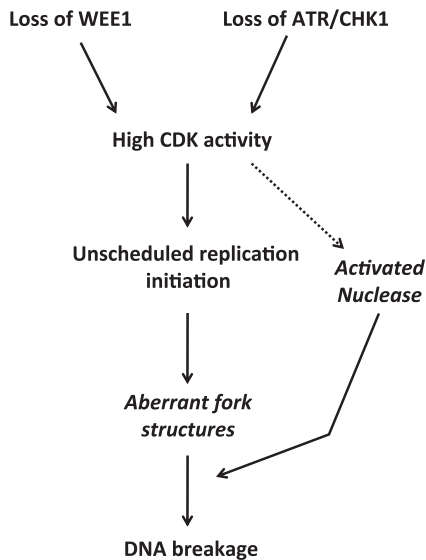 Loss of WEE1
Loss of ATR/CHK1
High CDK activity
Unscheduled replication
initiation
Activated
Nuclease
Aberrant fork
structures
DNA breakage